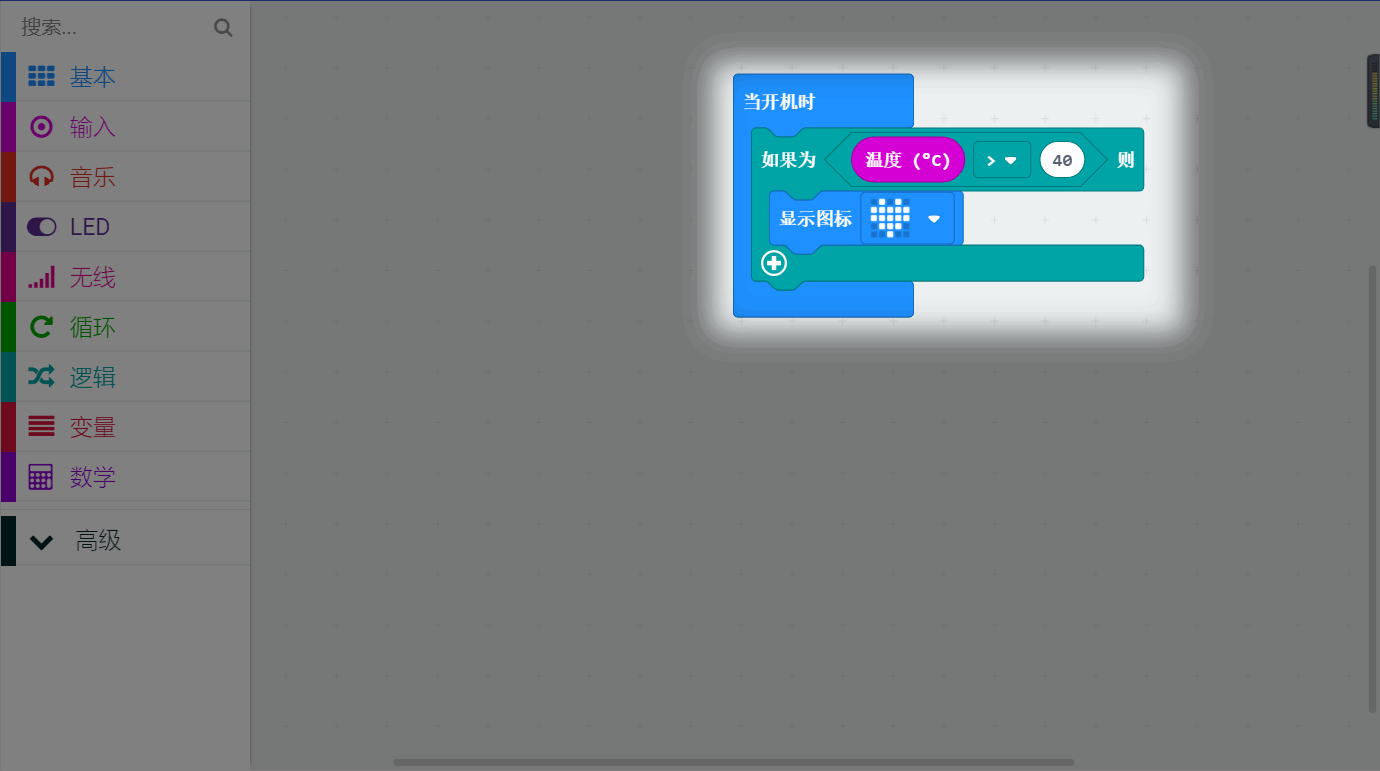 搜索...
基本
输入
音乐
LED
无线
循环
逻辑
变量
数学
高级
当开机时
如果为 温度 (°C) > 40 则
显示图标